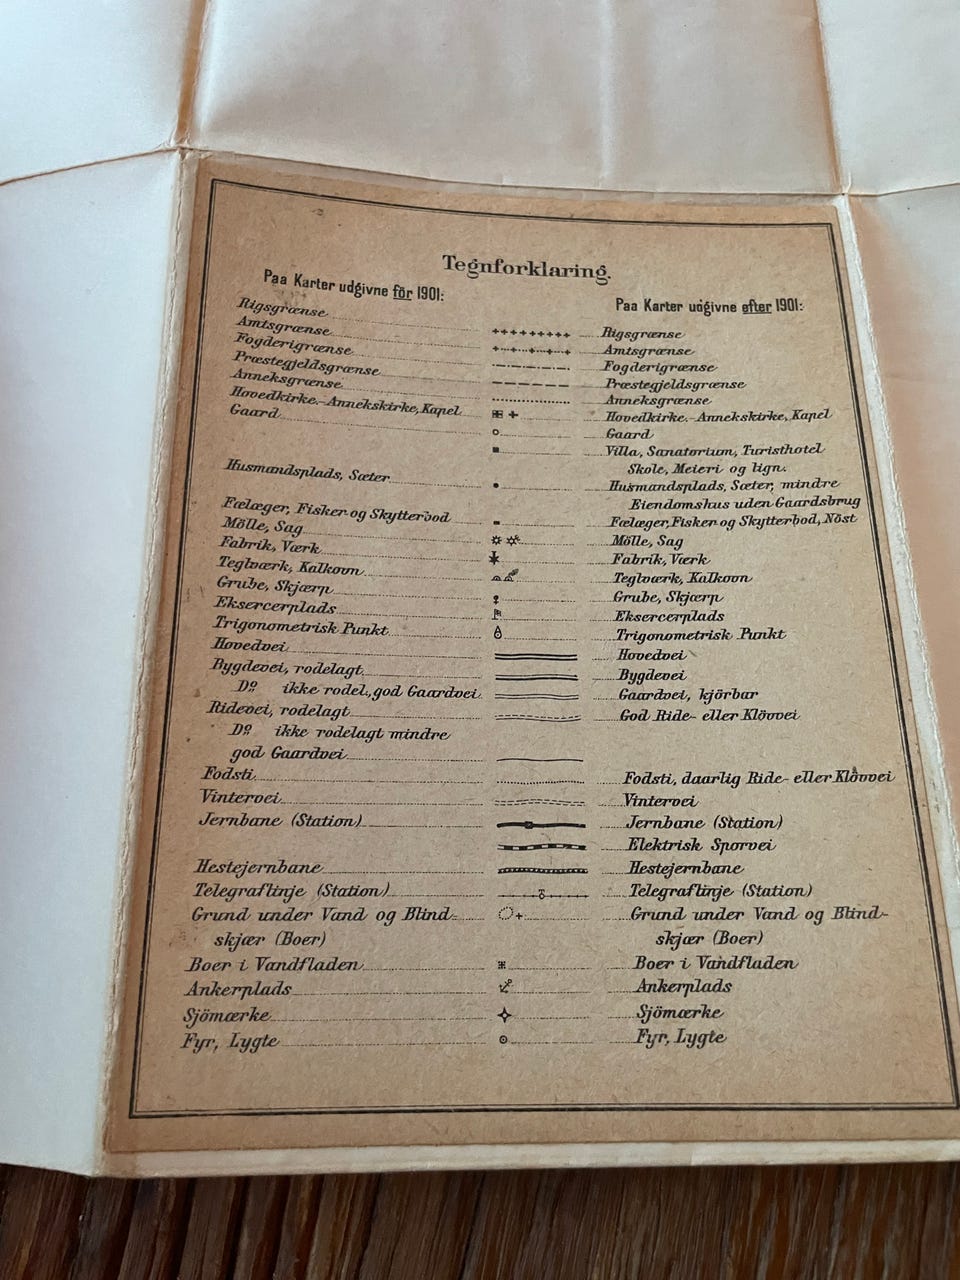 Tegnforklaring.
Paa Karter udgivne för 1901:
Rigsgrænse
Amtsgrænse
Fogderigrænse
Præstegjeldsgrænse
Anneksgrænse
Hovedkirke.-Annekskirke, Kapel
Gaard
Husmandsplads, Sæter
Fælæger, Fisker og Skytterbod
Mölle, Sag
Fabrik, Værk
Teglværk, Kalkovn
Grube, Skjærp
Eksercerplads
Trigonometrisk Punkt
Hovedvei
Bygdevei, rodelagt
Do ikke rodel., god Gaardvei
Ridevei, rodelagt
Do ikke rodelagt mindre
god Gaardvei
Fodsti
Vintervei
Jernbane (Station)
Hestejernbane
Telegraflinje (Station)
Grund under Vand og Blind-
skjær (Boer)
Boer i Vandfladen
Ankerplads
Sjömærke
Fyr, Lygte
Paa Karter udgivne efter 1901:
Rigsgrænse
Amtsgrænse
Fogderigrænse
Præstegjeldsgrænse
Anneksgrænse
Hovedkirke.-Annekskirke, Kapel
Gaard
Villa, Sanatorium, Turisthotel
Skole, Meieri og lign.
Husmandsplads, Sæter, mindre
Eiendomshus uden Gaardsbrug
Fælæger, Fisker og Skytterbod, Nöst
Mölle, Sag
Fabrik, Værk
Teglværk, Kalkovn
Grube, Skjærp
Eksercerplads
Trigonometrisk Punkt
Hovedvei
Bygdevei
Gaardvei, kjörbar
God Ride- eller Klövvei
Fodsti, daarlig Ride- eller Klövvei
Vintervei
Jernbane (Station)
Elektrisk Sporvei
Hestejernbane
Telegraflinje (Station)
Grund under Vand og Blind-
skjær (Boer)
Boer i Vandfladen
Ankerplads
Sjömærke
Fyr, Lygte